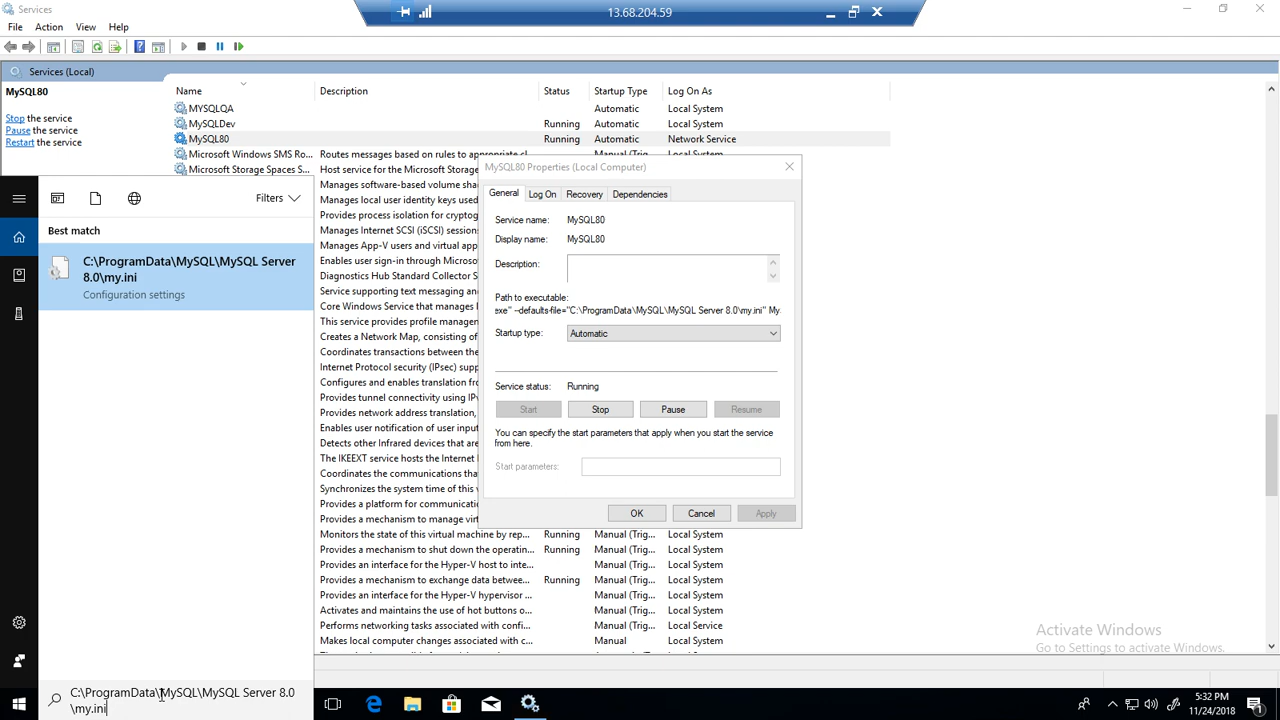 Services
13.68.204.59
File Action View Help
Services (Local)
MySQL80
Stop the service
Pause the service
Restart the service
Name Description Status Startup Type Log On As
MYSQLQA Automatic Local System
MYSQLDev Running Automatic Local System
MySQL80 Running Automatic Network Service
Microsoft Windows SMS Ro... Routes messages based on rules to appropriate cl... Manual (Trig... Local System
Microsoft Storage Spaces S... Host service for the Microsoft Storage
Manages software-based volume sha
Manages local user identity keys used
Provides process isolation for cryptog
Manages Internet SCSI (iSCSI) sessions
Manages App-V users and virtual app
Enables user sign-in through Microso
Diagnostics Hub Standard Collector S
Service supporting text messaging an
Core Windows Service that manages l
This service provides profile manager
Creates a Network Map, consisting of
Coordinates transactions between the
Internet Protocol security (IPsec) supp
Configures and enables translation fro
Provides tunnel connectivity using IPv
Provides network address translation,
Enables user notification of user input
Detects other Infrared devices that are
The IKEEXT service hosts the Internet
Coordinates the communications tha
Synchronizes the system time of this v
Provides a platform for communicatio
Provides a mechanism to manage virt
Monitors the state of this virtual machine by rep... Running Manual (Trig... Local System
Provides a mechanism to shut down the operatin... Running Manual (Trig... Local System
Provides an interface for the Hyper-V host to inte... Manual (Trig... Local System
Provides a mechanism to exchange data betwee... Running Manual (Trig... Local System
Provides an interface for the Hyper-V hypervisor ... Manual (Trig... Local System
Activates and maintains the use of hot buttons o... Manual (Trig... Local System
Performs networking tasks associated with confi... Manual (Trig... Local Service
Makes local computer changes associated with c... Manual Local System
MySQL80 Properties (Local Computer)
General Log On Recovery Dependencies
Service name: MySQL80
Display name: MySQL80
Description:
Path to executable:
exe" --defaults-file="C:\ProgramData\MySQL\MySQL Server 8.0\my.ini" My
Startup type: Automatic
Service status: Running
Start Stop Pause Resume
You can specify the start parameters that apply when you start the service
from here.
Start parameters:
OK Cancel Apply
Filters
Best match
C:\ProgramData\MySQL\MySQL Server
8.0\my.ini
Configuration settings
Activate Windows
Go to Settings to activate Windows.
C:\ProgramData\MySQL\MySQL Server 8.0
\my.ini
5:32 PM
11/24/2018